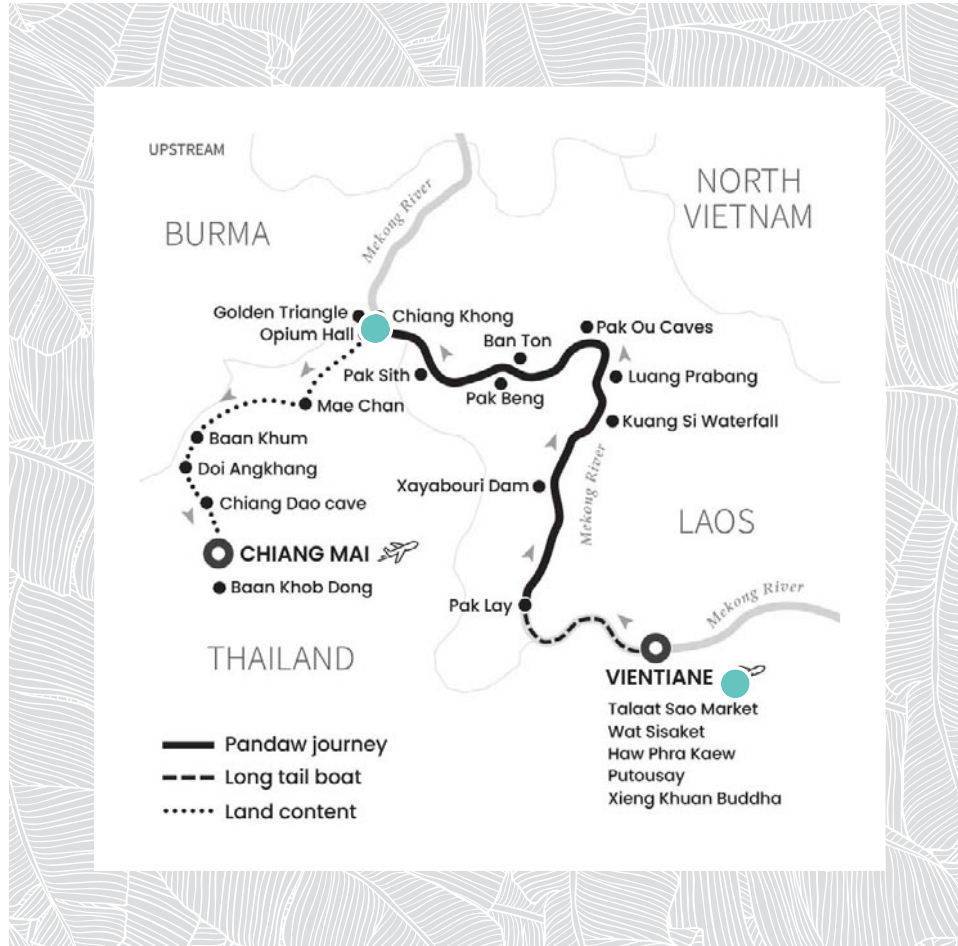 UPSTREAM
NORTH
VIETNAM
BURMA
Mekong River
Golden Triangle
Chiang Khong
Opium Hall
Pak Ou Caves
Ban Ton
Pak Sith
Pak Beng
Luang Prabang
Mae Chan
Kuang Si Waterfall
Baan Khum
Doi Angkhang
Xayabouri Dam
Mekong River
Chiang Dao cave
LAOS
CHIANG MAI
Baan Khob Dong
Pak Lay
Mekong River
THAILAND
VIENTIANE
Talaat Sao Market
Wat Sisaket
Haw Phra Kaew
Putousay
Xieng Khuan Buddha
Pandaw journey
Long tail boat
Land content